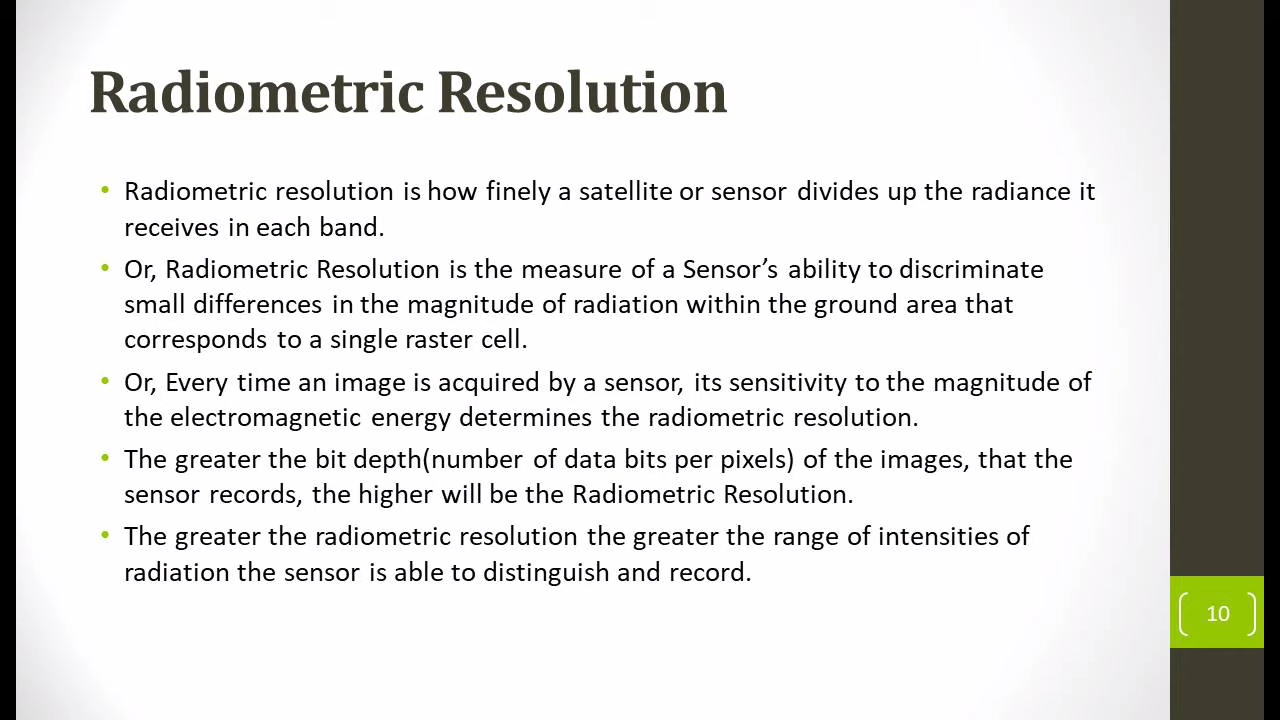 Radiometric Resolution
• Radiometric resolution is how finely a satellite or sensor divides up the radiance it
receives in each band.
• Or, Radiometric Resolution is the measure of a Sensor’s ability to discriminate
small differences in the magnitude of radiation within the ground area that
corresponds to a single raster cell.
• Or, Every time an image is acquired by a sensor, its sensitivity to the magnitude of
the electromagnetic energy determines the radiometric resolution.
• The greater the bit depth(number of data bits per pixels) of the images, that the
sensor records, the higher will be the Radiometric Resolution.
• The greater the radiometric resolution the greater the range of intensities of
radiation the sensor is able to distinguish and record.
10